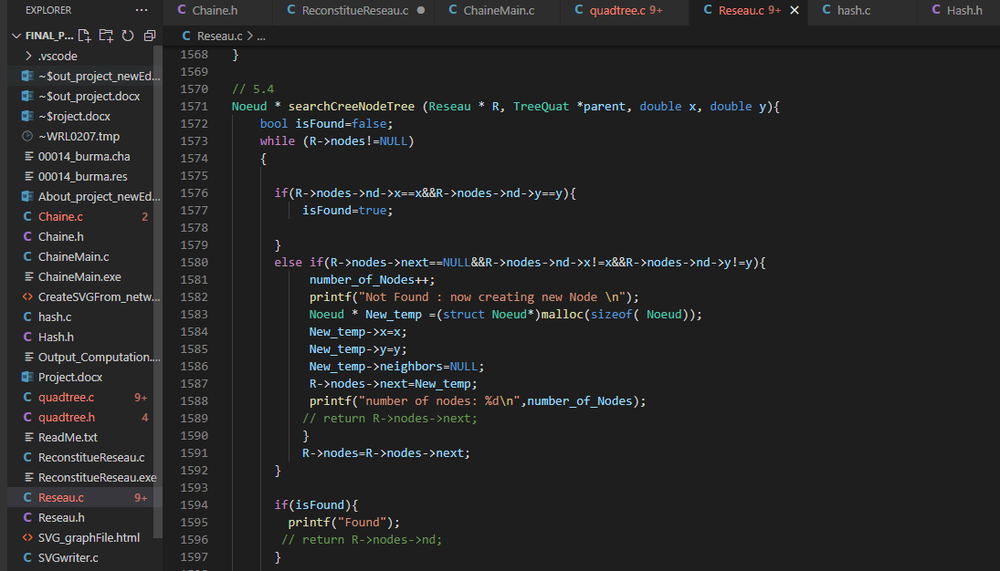 EXPLORER
Chaine.h
ReconstitueReseau.c
ChaineMain.c
quadtree.c 9+
Reseau.c 9+
hash.c
Hash.h
FINAL_P...
Reseau.c > ...
.vscode
~$out_project_newEd...
~$out_project.docx
~$roject.docx
~WRL0207.tmp
00014_burma.cha
00014_burma.res
About_project_newEd...
Chaine.c 2
Chaine.h
ChaineMain.c
ChaineMain.exe
CreateSVGFrom_netw...
hash.c
Hash.h
Output_Computation....
Project.docx
quadtree.c 9+
quadtree.h 4
ReadMe.txt
ReconstitueReseau.c
ReconstitueReseau.exe
Reseau.c 9+
Reseau.h
SVG_graphFile.html
SVGwriter.c
1568 }
1569
1570 // 5.4
1571 Noeud * searchCreeNodeTree (Reseau * R, TreeQuat *parent, double x, double y){
1572 bool isFound=false;
1573 while (R->nodes!=NULL)
1574 {
1575
1576 if(R->nodes->nd->x==x&&R->nodes->nd->y==y){
1577 isFound=true;
1578
1579 }
1580 else if(R->nodes->next==NULL&&R->nodes->nd->x!=x&&R->nodes->nd->y!=y){
1581 number_of_Nodes++;
1582 printf("Not Found : now creating new Node \n");
1583 Noeud * New_temp =(struct Noeud*)malloc(sizeof( Noeud));
1584 New_temp->x=x;
1585 New_temp->y=y;
1586 New_temp->neighbors=NULL;
1587 R->nodes->next=New_temp;
1588 printf("number of nodes: %d\n",number_of_Nodes);
1589 // return R->nodes->next;
1590 }
1591 R->nodes=R->nodes->next;
1592 }
1593
1594 if(isFound){
1595 printf("Found");
1596 // return R->nodes->nd;
1597 }